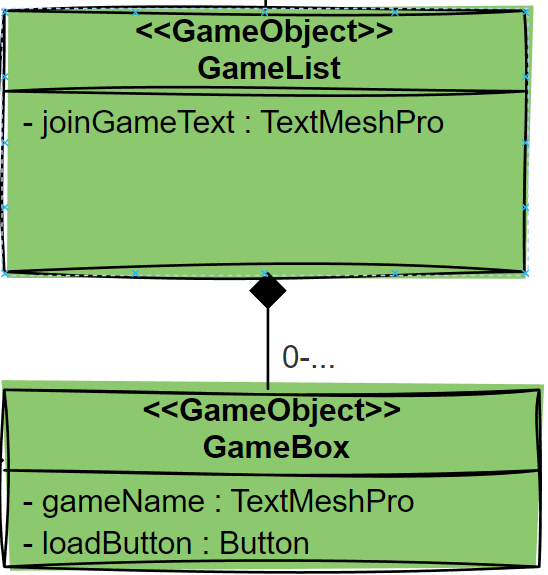 <<GameObject>>
GameList
- joinGameText : TextMeshPro
0-...
<<GameObject>>
GameBox
- gameName : TextMeshPro
- loadButton : Button